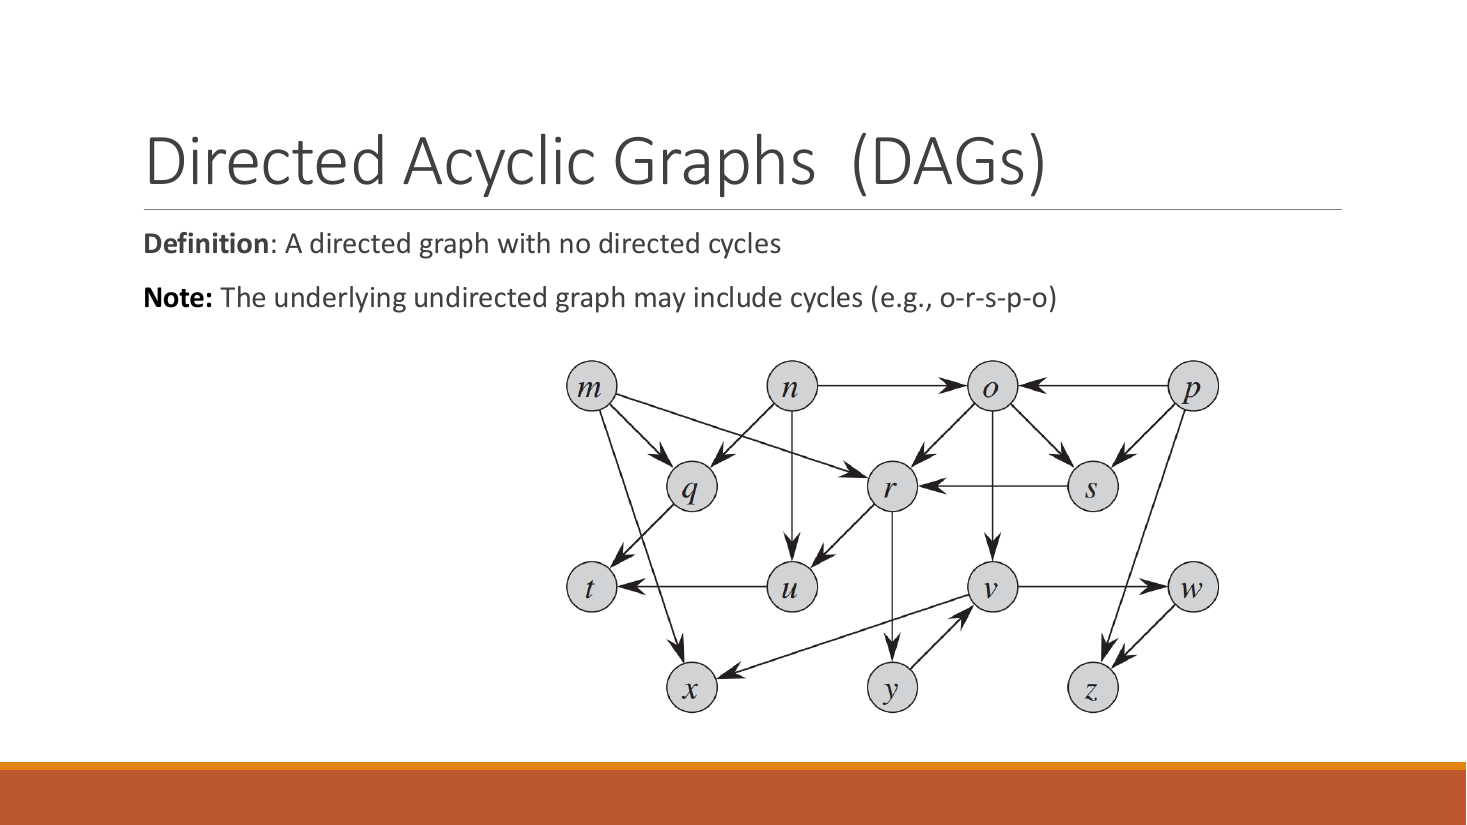 Directed Acyclic Graphs (DAGs)
Definition: A directed graph with no directed cycles
Note: The underlying undirected graph may include cycles (e.g., o-r-s-p-o)
m n o p
q r s
t u v w
x y z